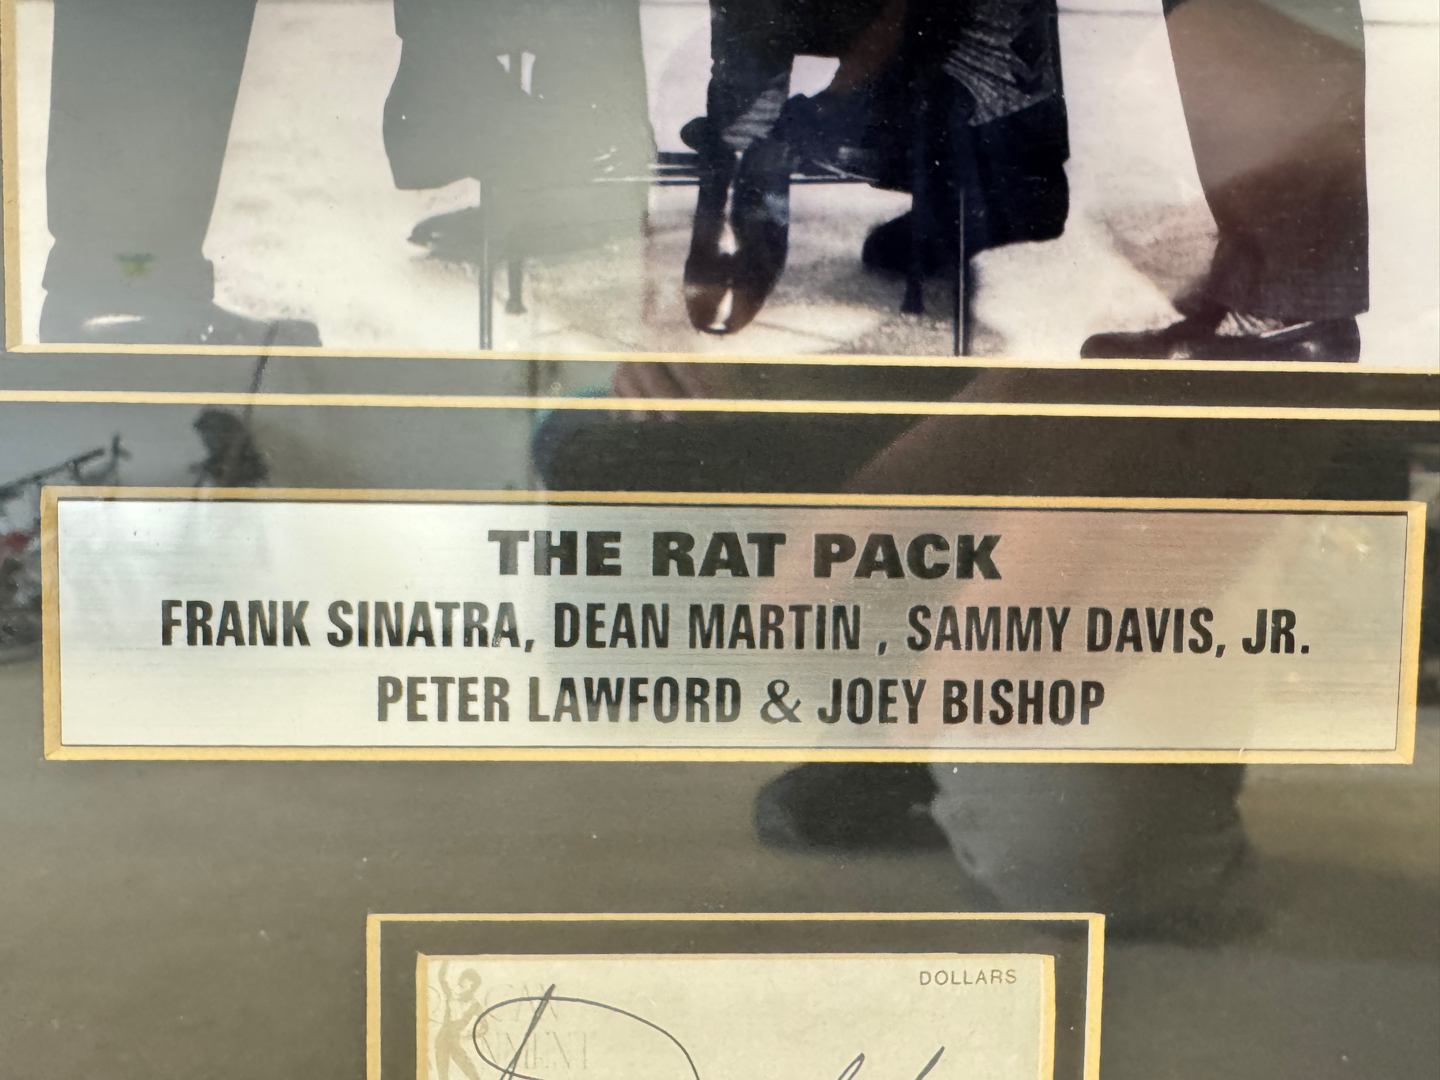 THE RAT PACK
FRANK SINATRA, DEAN MARTIN , SAMMY DAVIS, JR.
PETER LAWFORD & JOEY BISHOP
DOLLARS